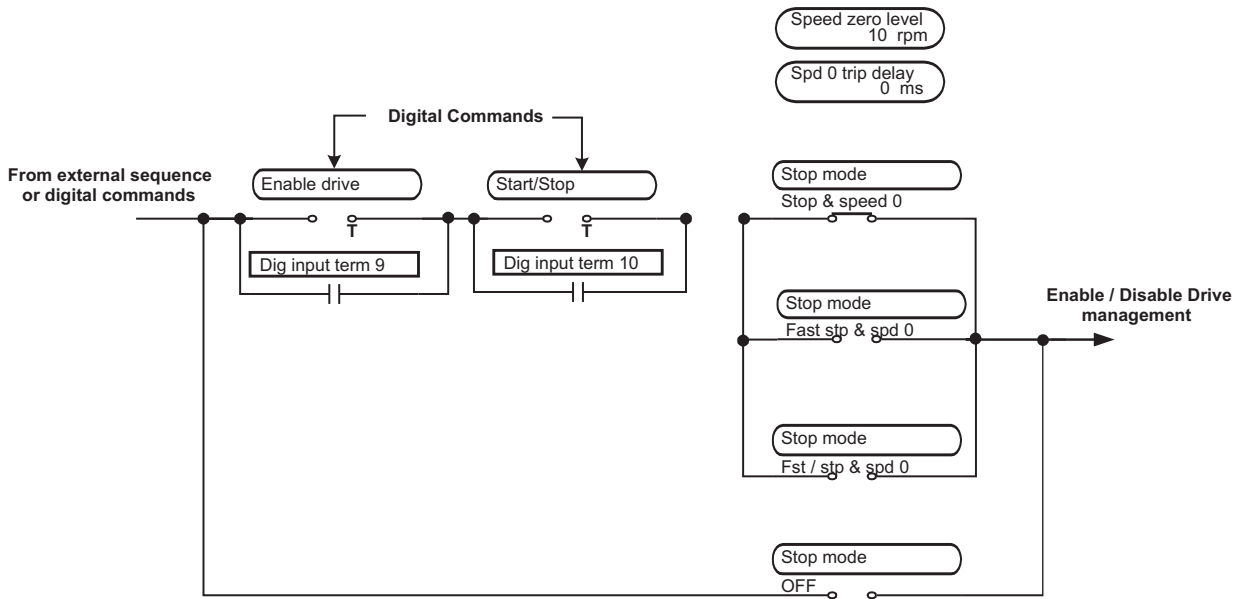 Speed zero level
10 rpm
Spd 0 trip delay
0 ms
Digital Commands
From external sequence
or digital commands
Enable drive
Start/Stop
Stop mode
Stop & speed 0
T
T
Dig input term 9
Dig input term 10
Stop mode
Fast stp & spd 0
Enable / Disable Drive
management
Stop mode
Fst / stp & spd 0
Stop mode
OFF